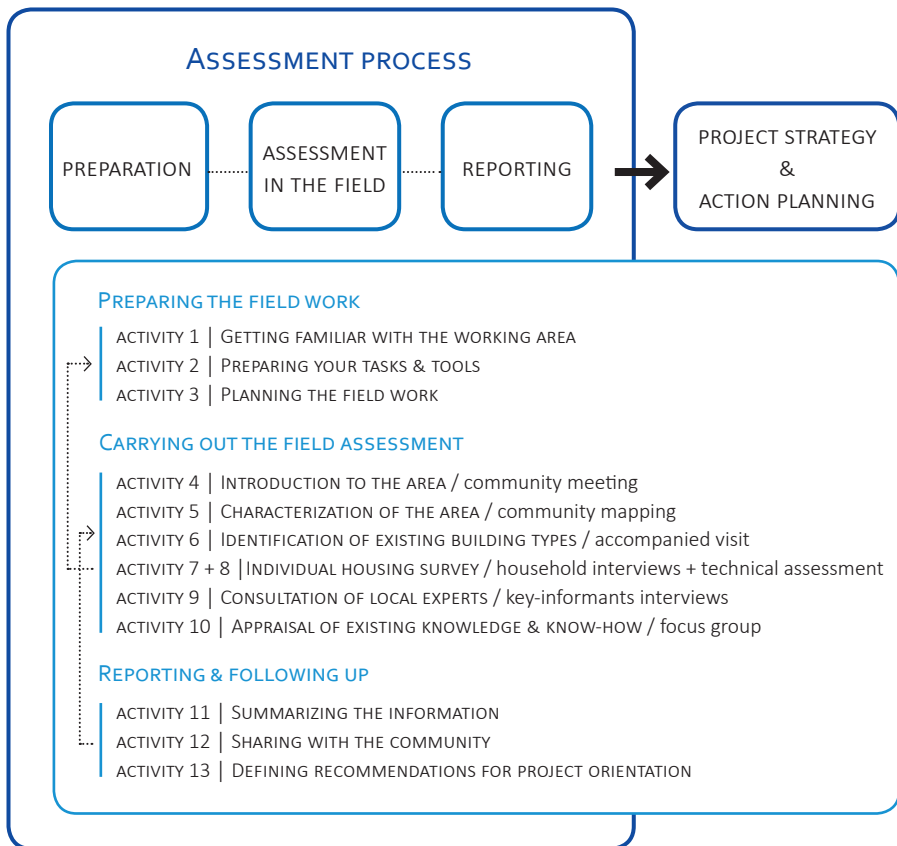 Assessment process
PREPARATION
ASSESSMENT
IN THE FIELD
REPORTING
PROJECT STRATEGY
&
ACTION PLANNING
Preparing the field work
activity 1 | Getting familiar with the working area
activity 2 | Preparing your tasks & tools
activity 3 | Planning the field work
Carrying out the field assessment
activity 4 | Introduction to the area / community meeting
activity 5 | Characterization of the area / community mapping
activity 6 | Identification of existing building types / accompanied visit
activity 7 + 8 |Individual housing survey / household interviews + technical assessment
activity 9 | Consultation of local experts / key-informants interviews
activity 10 | Appraisal of existing knowledge & know-how / focus group
Reporting & following up
activity 11 | Summarizing the information
activity 12 | Sharing with the community
activity 13 | Defining recommendations for project orientation